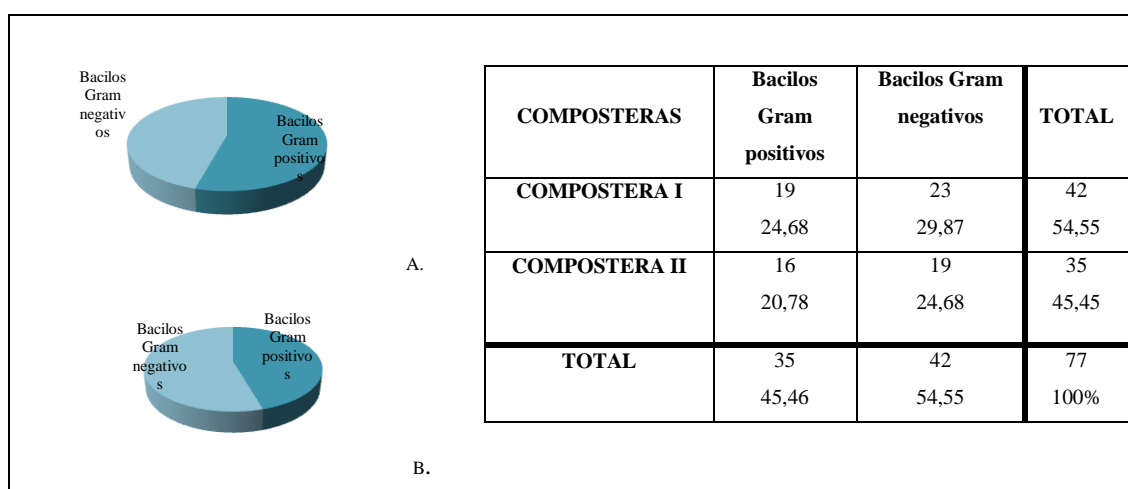 Bacilos
Gram
negativ
os
Bacilos
Gram
positivo
s
A.
Bacilos
Gram
negativo
s
Bacilos
Gram
positivo
s
B.
COMPOSTERAS
Bacilos
Gram
positivos
Bacilos Gram
negativos
TOTAL
COMPOSTERA I
19
24,68
23
29,87
42
54,55
COMPOSTERA II
16
20,78
19
24,68
35
45,45
TOTAL
35
45,46
42
54,55
77
100%